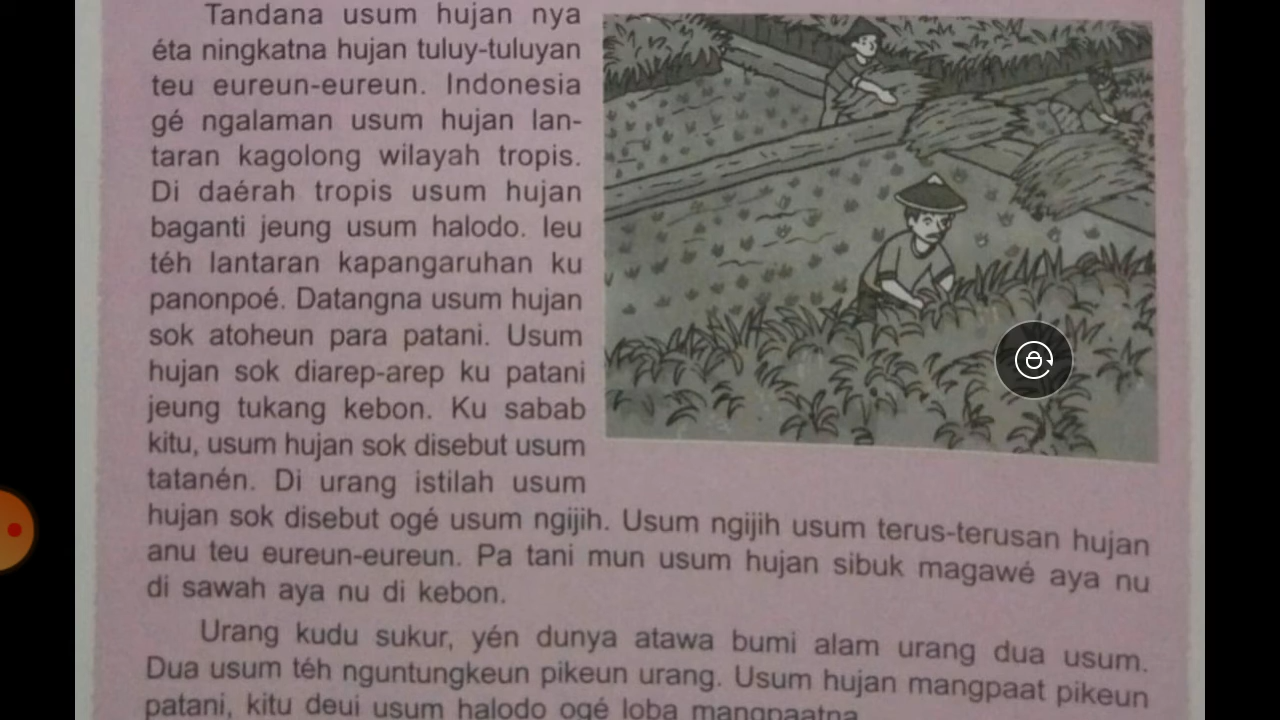 Tandana usum hujan nya
éta ningkatna hujan tuluy-tuluyan
teu eureun-eureun. Indonesia
gé ngalaman usum hujan lan-
taran kagolong wilayah tropis.
Di daérah tropis usum hujan
baganti jeung usum halodo. Ieu
téh lantaran kapangaruhan ku
panonpoé. Datangna usum hujan
sok atoheun para patani. Usum
hujan sok diarep-arep ku patani
jeung tukang kebon. Ku sabab
kitu, usum hujan sok disebut usum
tatanén. Di urang istilah usum
hujan sok disebut ogé usum ngijih. Usum ngijih usum terus-terusan hujan
anu teu eureun-eureun. Pa tani mun usum hujan sibuk magawé aya nu
di sawah aya nu di kebon.
Urang kudu sukur, yén dunya atawa bumi alam urang dua usum.
Dua usum téh nguntungkeun pikeun urang. Usum hujan mangpaat pikeun
patani, kitu deui usum halodo ogé loba mangpaatna